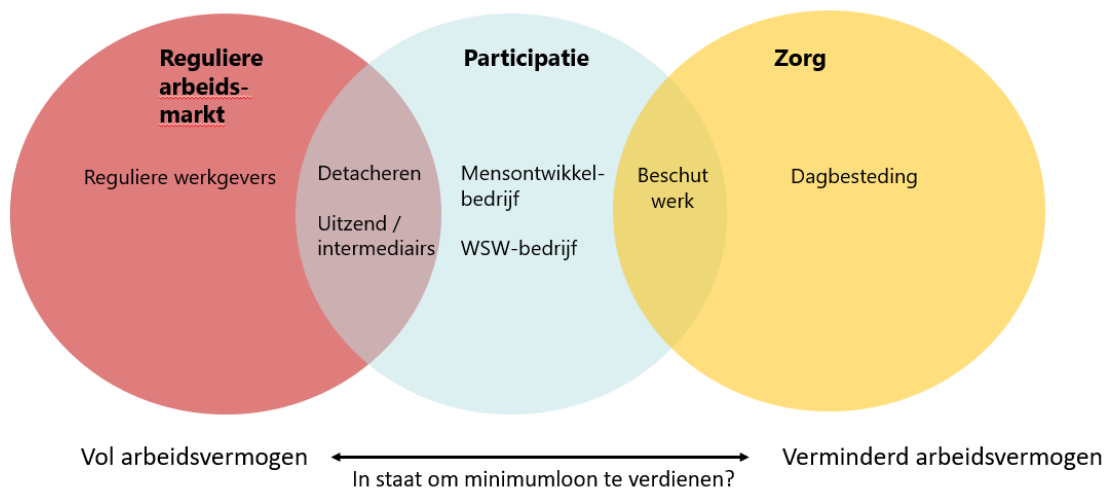 Reguliere
arbeids-
markt
Reguliere werkgevers
Detacheren
Uitzend /
intermediairs
Participatie
Mensontwikkel-
bedrijf
WSW-bedrijf
Beschut
werk
Zorg
Dagbesteding
Vol arbeidsvermogen
In staat om minimumloon te verdienen?
Verminderd arbeidsvermogen